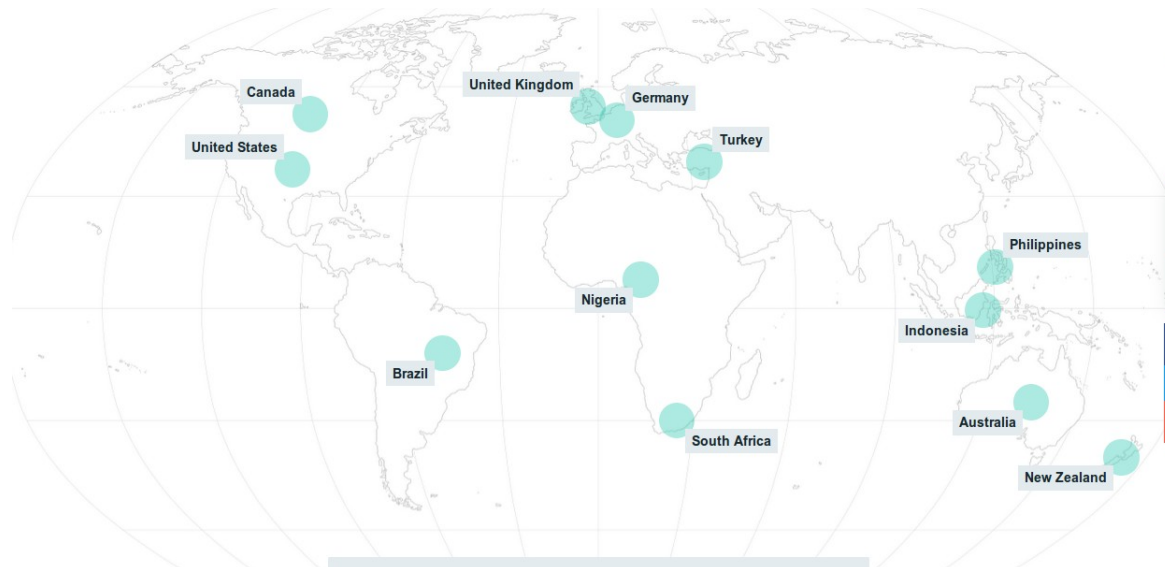 Canada
United Kingdom
Germany
United States
Turkey
Philippines
Nigeria
Indonesia
Brazil
Australia
South Africa
New Zealand